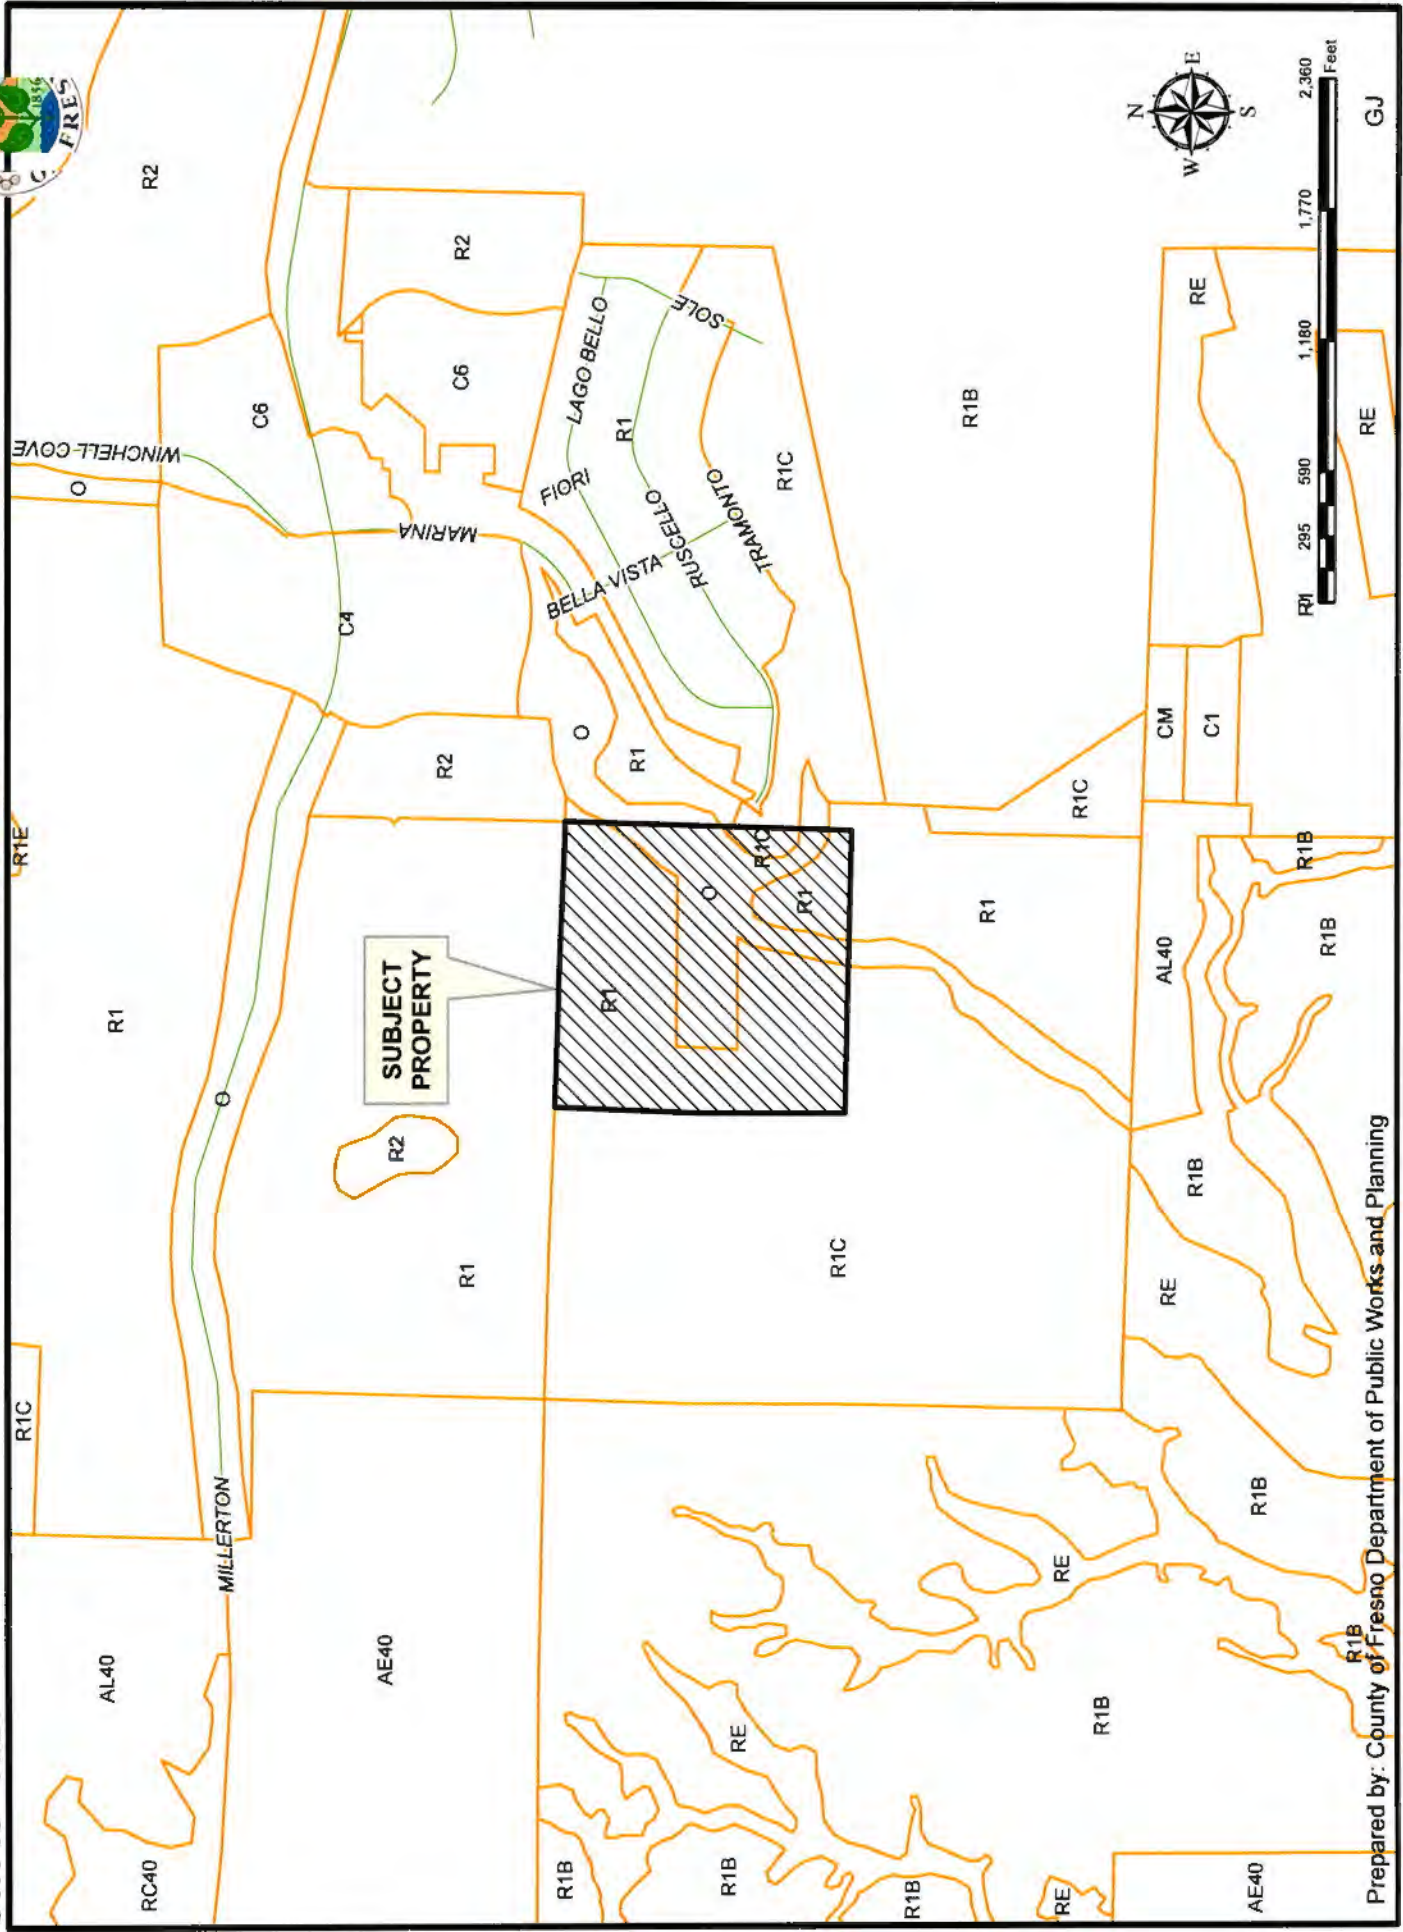 1856
FRES
R1C
R1E
O
WINCHELL COVE
AL40
R1
RC40
R2
MILLERTON
O
C6
C4
AE40
R2
SUBJECT
PROPERTY
MARINA
R1
R2
C6
R2
R1B
R1
O
FIORI
LAGO BELLO
BELLA VISTA
R1
R1
RUSCELLO
SOLE
R1B
RE
O
R1C
TRAMONTO
R1C
R1
R1C
R1B
R1
R1B
RE
RE
R1B
R1C
AL40
CM
RE
R1B
RE
C1
N
W
E
S
AE40
R1B
R1B
R1B
R1
0
295
590
1,180
1,770
2,360
Feet
R1B
RE
Prepared by: County of Fresno Department of Public Works and Planning
GJ